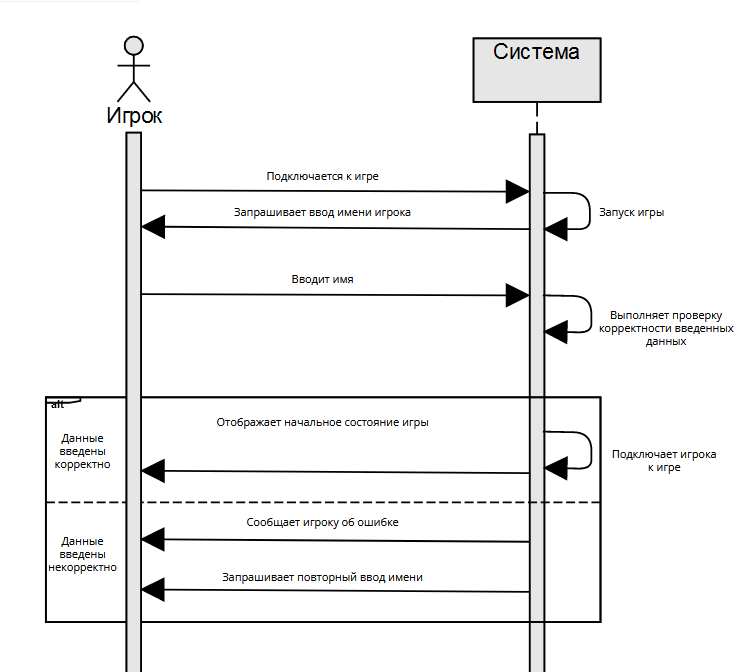 Система
Игрок
Подключается к игре
Запрашивает ввод имени игрока
Запуск игры
Вводит имя
Выполняет проверку
корректности введенных
данных
alt
Данные
введены
корректно
Отображает начальное состояние игры
Подключает игрока
к игре
Данные
введены
некорректно
Сообщает игроку об ошибке
Запрашивает повторный ввод имени